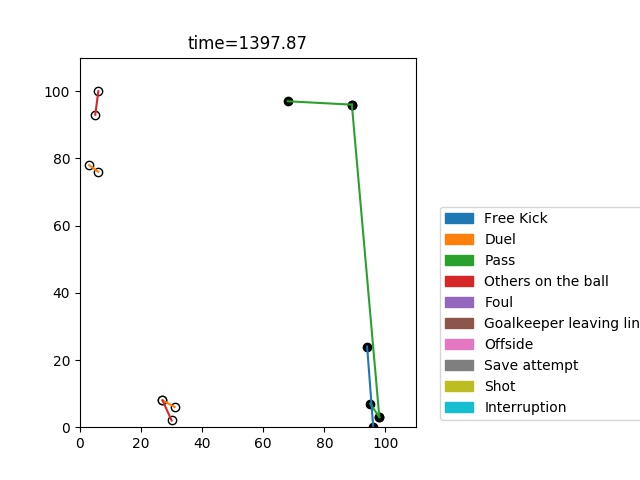 time=1397.87
100
80
60
40
20
0
0 20 40 60 80 100
Free Kick
Duel
Pass
Others on the ball
Foul
Goalkeeper leaving lin
Offside
Save attempt
Shot
Interruption